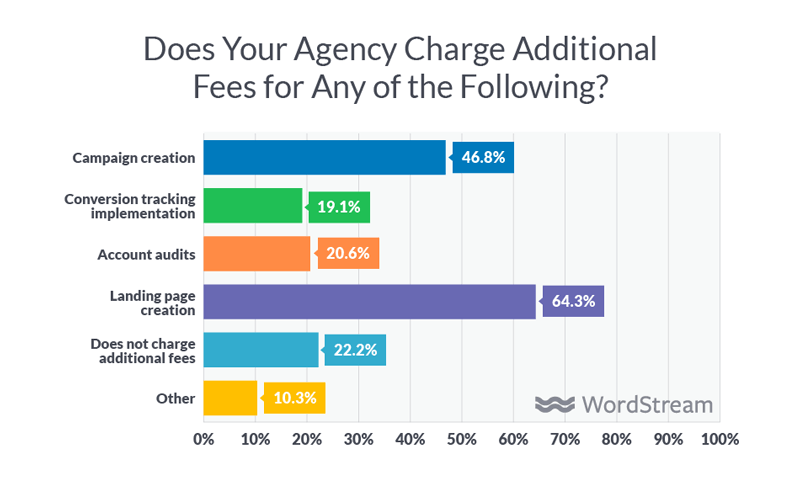 Does Your Agency Charge Additional
Fees for Any of the Following?
Campaign creation
46.8%
Conversion tracking
implementation
19.1%
Account audits
20.6%
Landing page
creation
64.3%
Does not charge
additional fees
22.2%
Other
10.3%
WordStream
0% 10% 20% 30% 40% 50% 60% 70% 80% 90% 100%